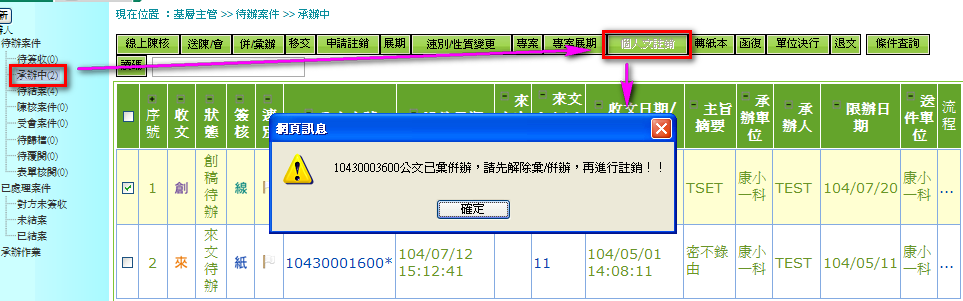 新
現在位置 ：基層主管 >> 待辦案件 >> 承辦中
辦人
待辦案件
待簽收(0)
承辦中(2)
待結案(4)
陳核案件(0)
受會案件(0)
待歸檔(0)
待覆閱(0)
表單核閱(0)
已處理案件
對方未簽收
未結案
已結案
承辦作業
線上陳核 送陳/會 併/彙辦 移交 申請註銷 展期 速別/性質變更 專案 專案展期 個人文註銷 轉紙本 函復 單位決行 退文 條件查詢
序號 收文 狀態 簽核 速別 來文 收文日期/ 主旨摘要 承辦單位 承辦人 限辦日期 送件單位 流程
1 創 創稿待辦 線 TSET 康小一科 TEST 104/07/20 康小一科 ...
2 來 來文待辦 紙 10430001600* 104/07/12 15:12:41 11 104/05/01 14:08:11 密不錄由 康小一科 TEST 104/05/11 康小一科 ...
網頁訊息
10430003600公文已彙併辦，請先解除彙/併辦，再進行註銷！！
確定